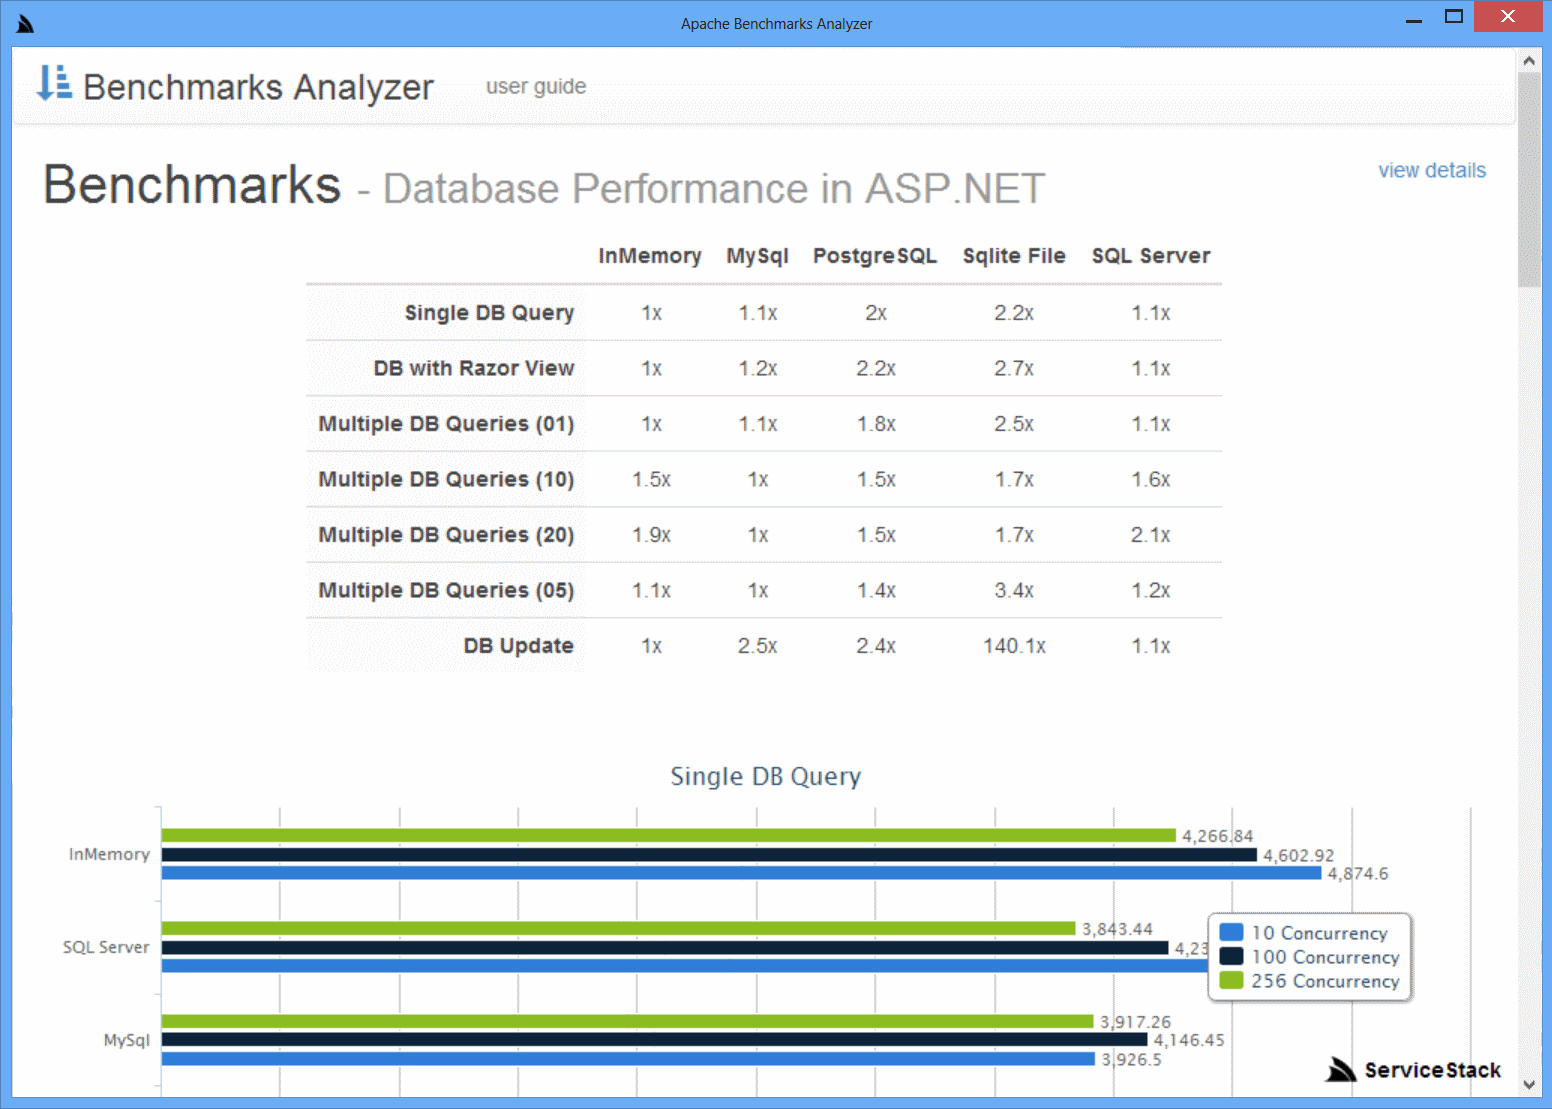 Apache Benchmarks Analyzer
Benchmarks Analyzer user guide
Benchmarks - Database Performance in ASP.NET view details
InMemory MySql PostgreSQL Sqlite File SQL Server
Single DB Query 1x 1.1x 2x 2.2x 1.1x
DB with Razor View 1x 1.2x 2.2x 2.7x 1.1x
Multiple DB Queries (01) 1x 1.1x 1.8x 2.5x 1.1x
Multiple DB Queries (10) 1.5x 1x 1.5x 1.7x 1.6x
Multiple DB Queries (20) 1.9x 1x 1.5x 1.7x 2.1x
Multiple DB Queries (05) 1.1x 1x 1.4x 3.4x 1.2x
DB Update 1x 2.5x 2.4x 140.1x 1.1x
Single DB Query
4,266.84
InMemory 4,602.92
4,874.6
3,843.44
SQL Server
10 Concurrency
100 Concurrency
256 Concurrency
3,917.26
MySql 4,146.45
3,926.5
ServiceStack